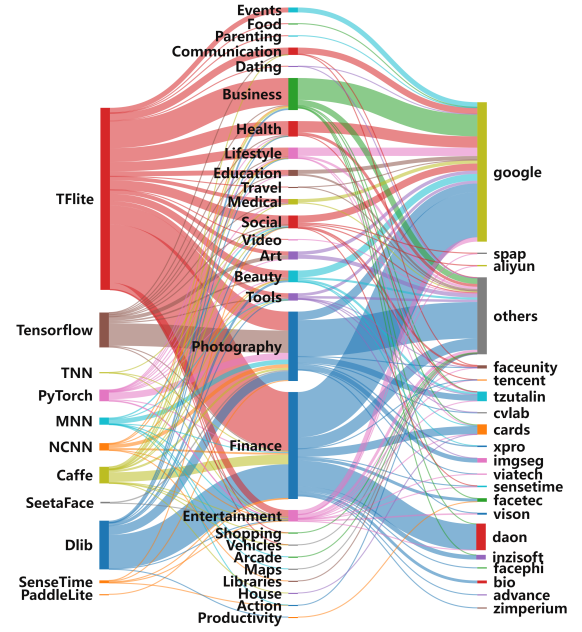 TFlite
Tensorflow
TNN
PyTorch
MNN
NCNN
Caffe
SeetaFace
Dlib
SenseTime
PaddleLite
Events
Food
Parenting
Communication
Dating
Business
Health
Lifestyle
Education
Travel
Medical
Social
Video
Art
Beauty
Tools
Photography
Finance
Entertainment
Shopping
Vehicles
Arcade
Maps
Libraries
House
Action
Productivity
google
spap
aliyun
others
faceunity
tencent
tzutalin
cvlab
cards
xpro
imgseg
viatech
sensetime
facetec
vison
daon
inzisoft
facephi
bio
advance
zimperium